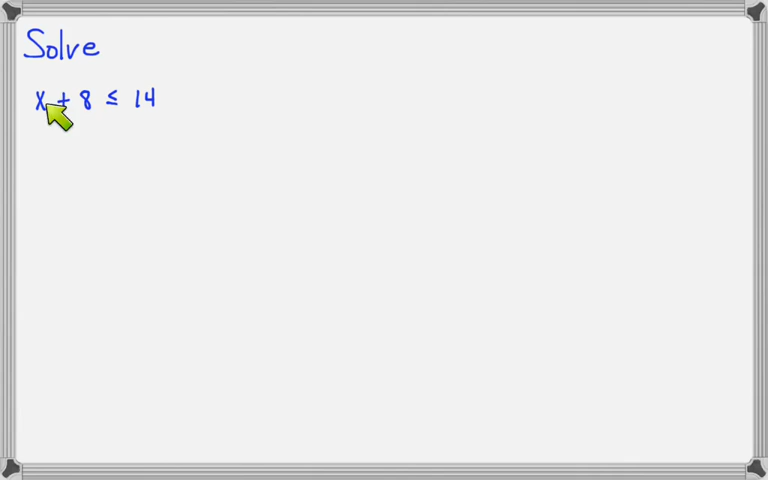 Solve
x + 8 ≤ 14